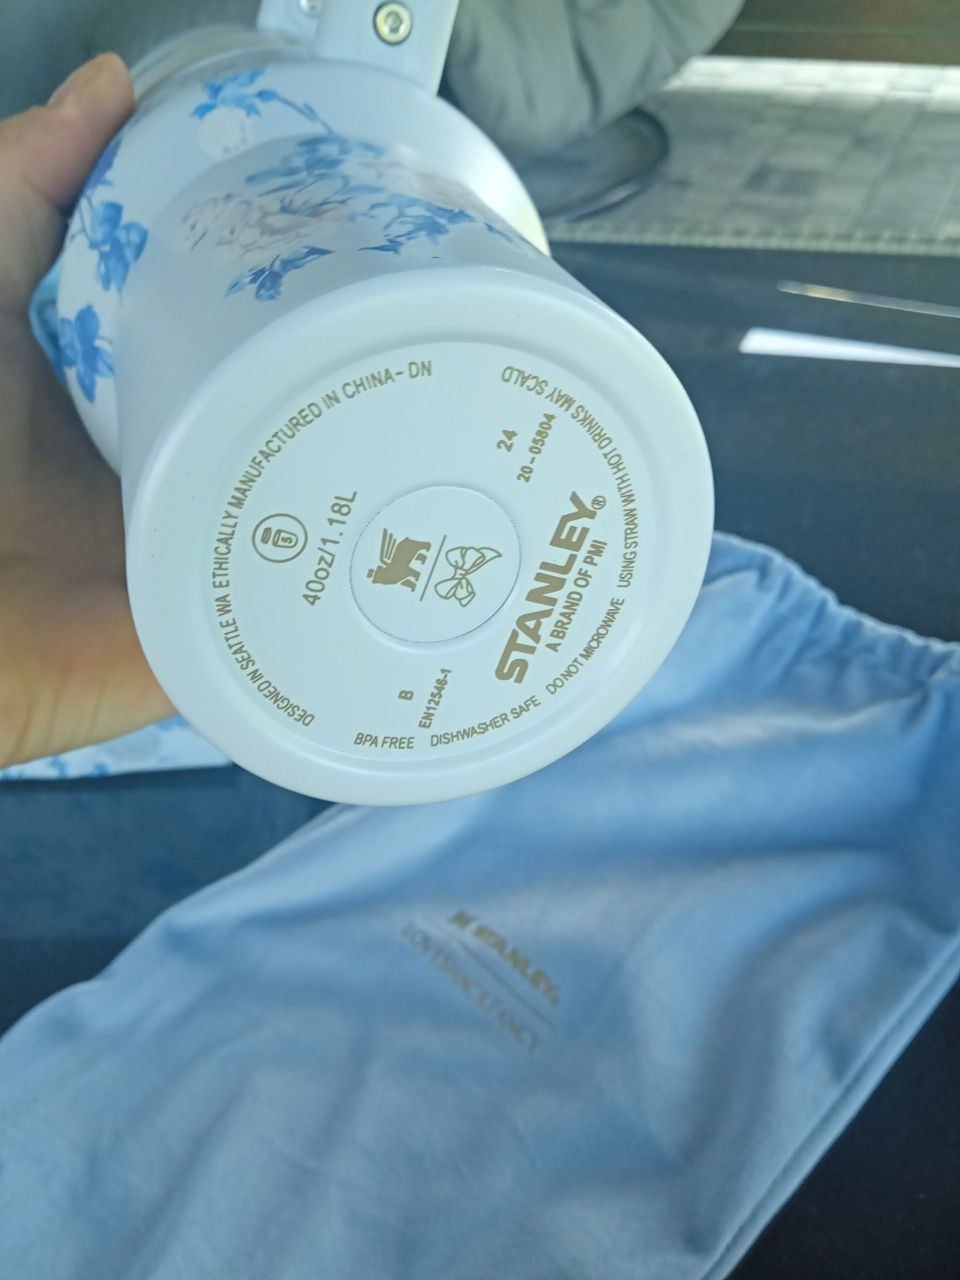 DESIGNED IN SEATTLE WA ETHICALLY MANUFACTURED IN CHINA- DN
40oz/1.18L
S
24
20 - 05804
STANLEY®
A BRAND OF PMI
B
EN12546-1
BPA FREE DISHWASHER SAFE DO NOT MICROWAVE USING STRAW WITH HOT DRINKS MAY SCALD
STANLEY
LOVESHACKFANCY